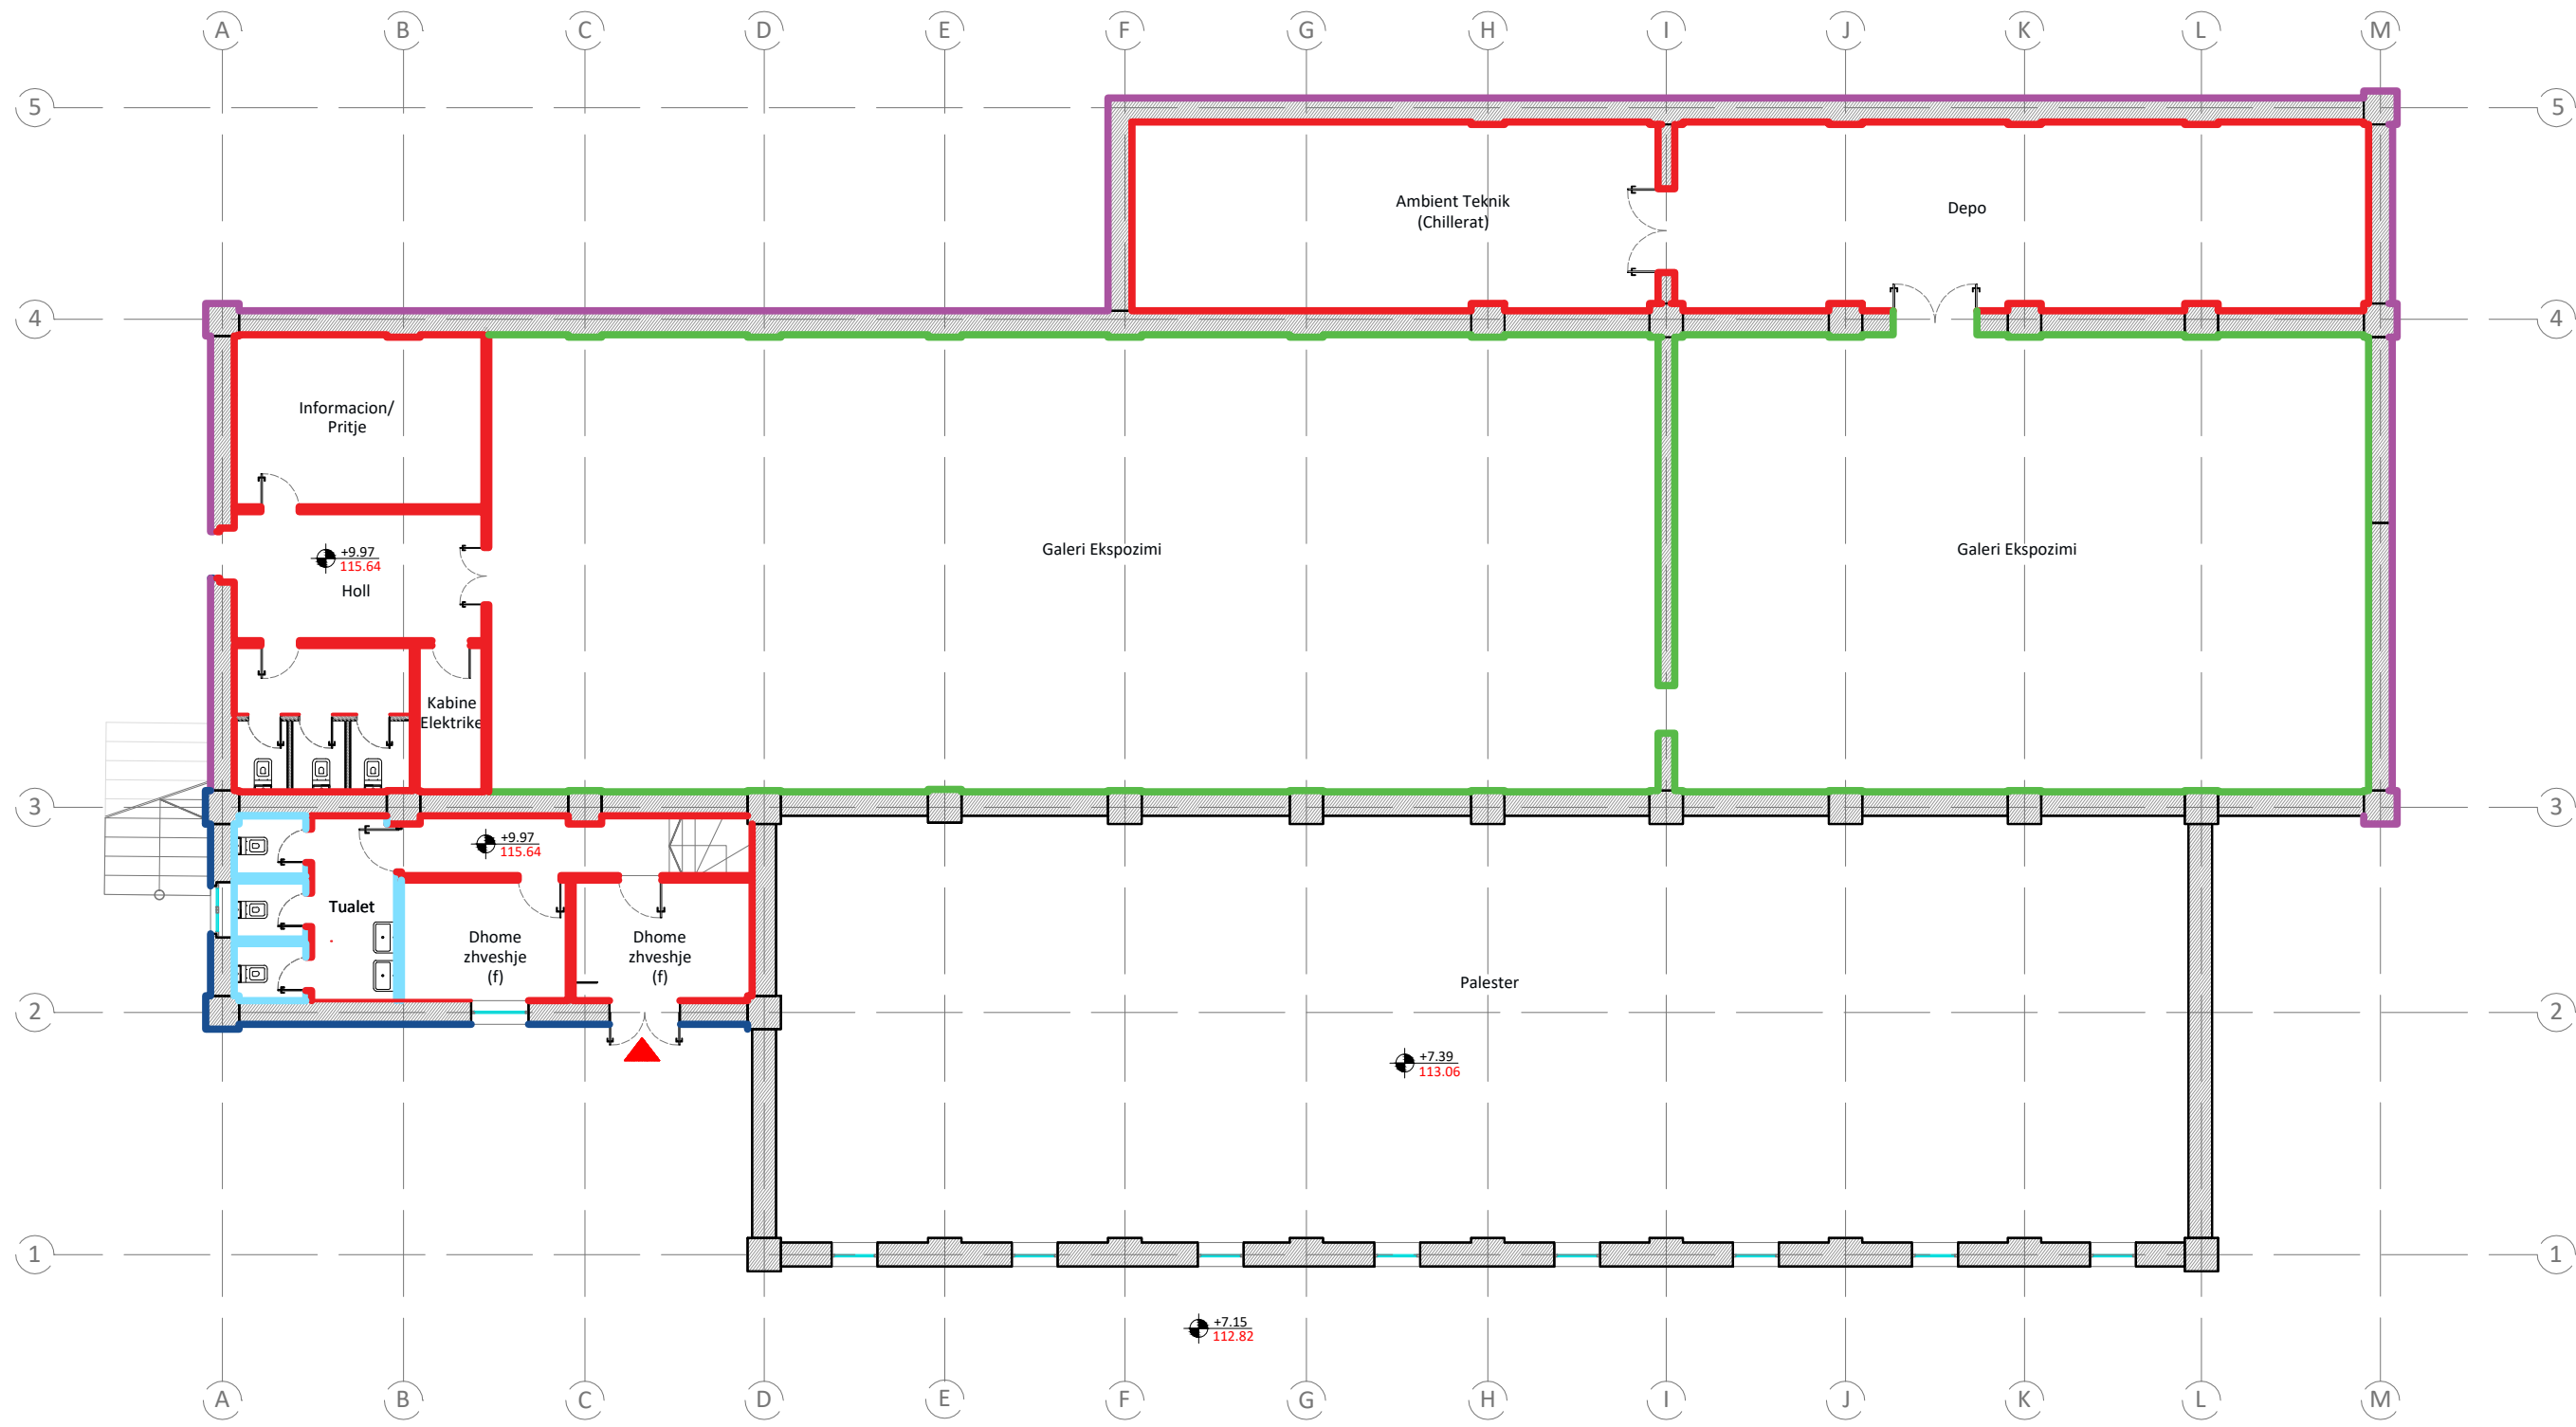 A B C D E F G H I J K L M
5 5
Ambient Teknik
(Chillerat)
Depo
4 4
Informacion/
Pritje
+9.97
115.64
Holl
Galeri Ekspozimi
Galeri Ekspozimi
Kabine
Elektrike
3 3
+9.97
115.64
Tualet
Dhome
zhveshje
(f)
Dhome
zhveshje
(f)
Palester
2 2
+7.39
113.06
1 1
+7.15
112.82
A B C D E F G H I J K L M